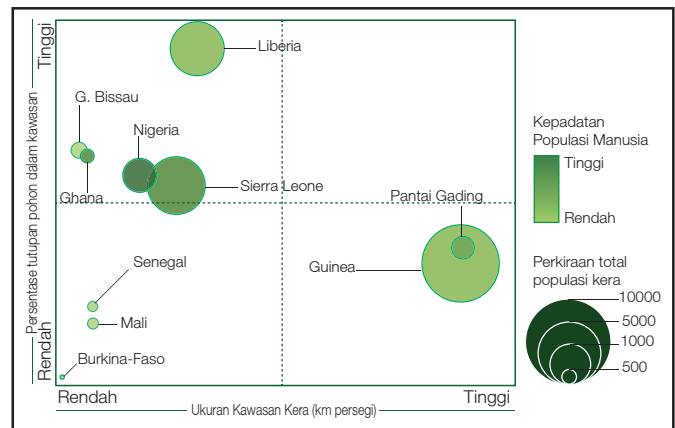 Tinggi
Persentase tutupan pohon dalam kawasan
Rendah
Liberia
G. Bissau
Nigeria
Ghana
Sierra Leone
Pantai Gading
Guinea
Senegal
Mali
Burkina-Faso
Rendah
Ukuran Kawasan Kera (km persegi)
Tinggi
Kepadatan
Populasi Manusia
Tinggi
Rendah
Perkiraan total
populasi kera
10000
5000
1000
500